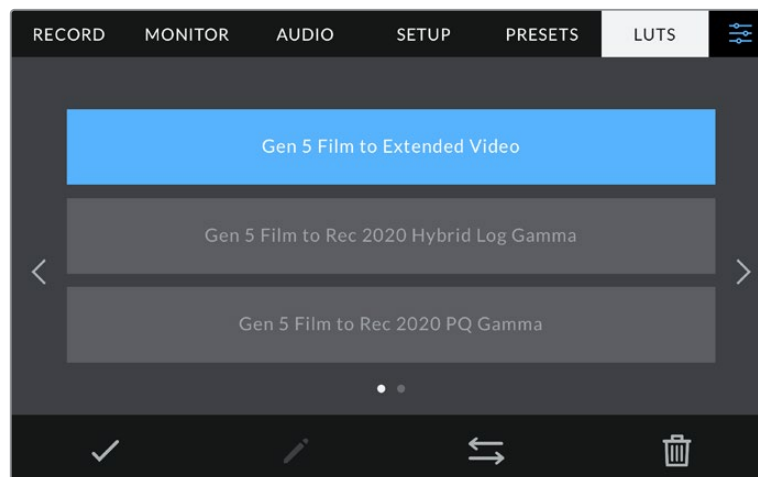 RECORD MONITOR AUDIO SETUP PRESETS LUTS
Gen 5 Film to Extended Video
Gen 5 Film to Rec 2020 Hybrid Log Gamma
Gen 5 Film to Rec 2020 PQ Gamma